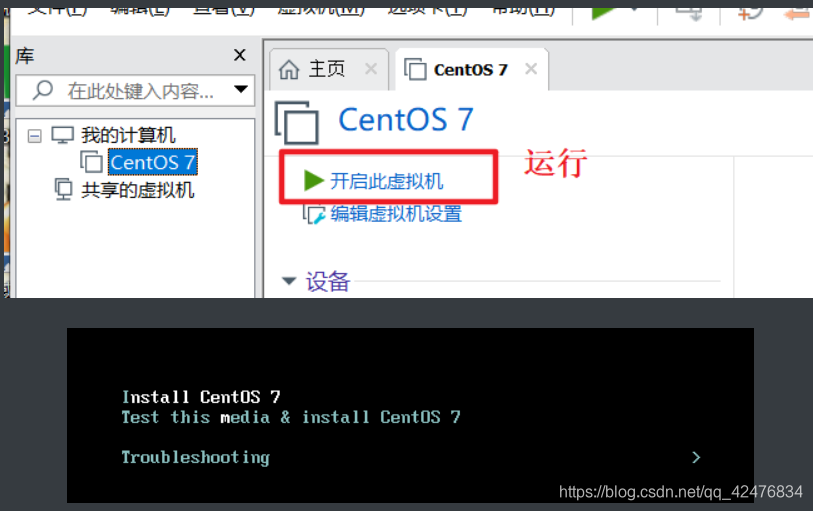 文件(F) 编辑(E) 查看(V) 虚拟机(M) 选项卡(T) 帮助(H)
库
主页
CentOS 7
在此处键入内容...
CentOS 7
我的计算机
CentOS 7
共享的虚拟机
开启此虚拟机
运行
编辑虚拟机设置
设备
Install CentOS 7
Test this media & install CentOS 7
Troubleshooting
https://blog.csdn.net/qq_42476834